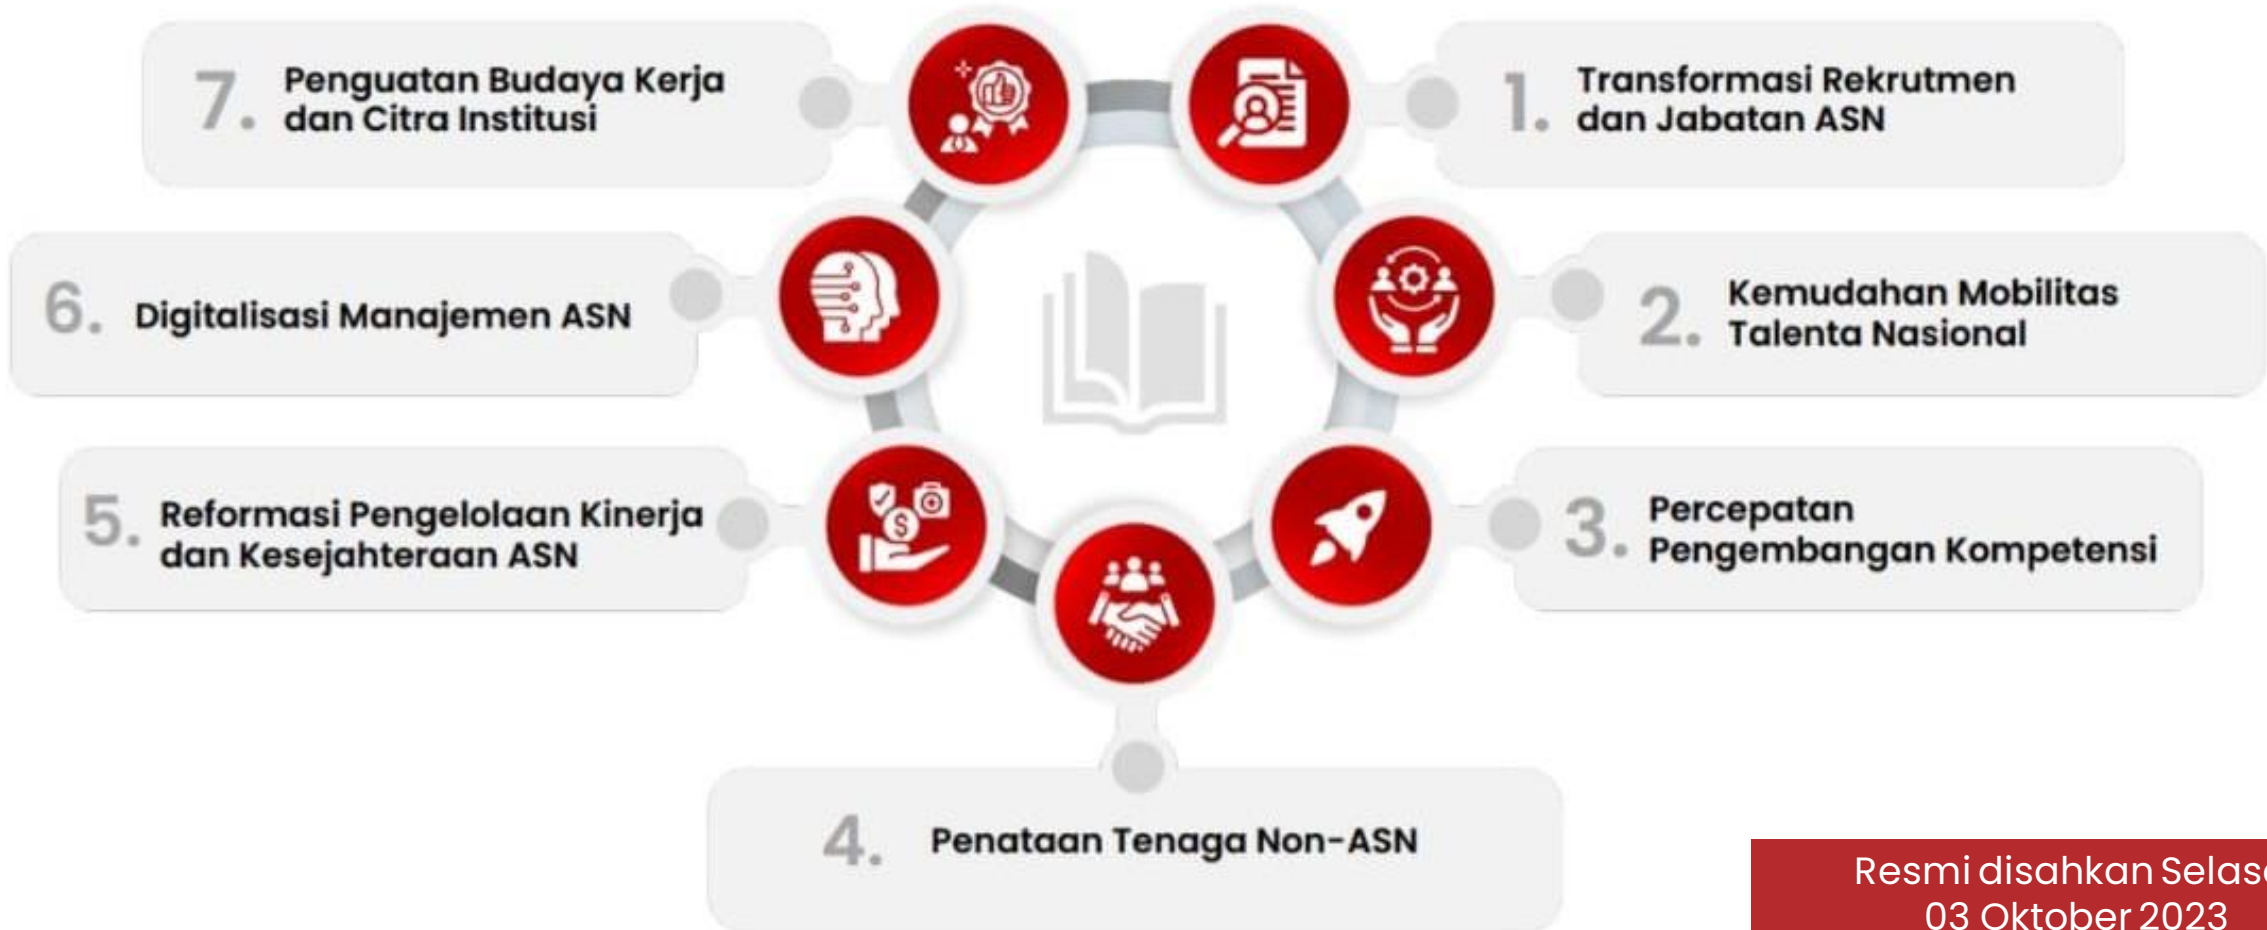 1. Transformasi Rekrutmen
dan Jabatan ASN
2. Kemudahan Mobilitas
Talenta Nasional
3. Percepatan
Pengembangan Kompetensi
4. Penataan Tenaga Non-ASN
5. Reformasi Pengelolaan Kinerja
dan Kesejahteraan ASN
6. Digitalisasi Manajemen ASN
7. Penguatan Budaya Kerja
dan Citra Institusi
Resmi disahkan Selasa
03 Oktober 2023